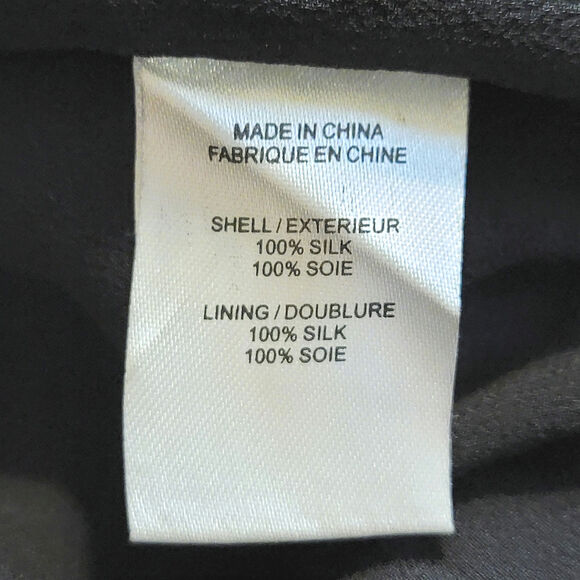 MADE IN CHINA
FABRIQUE EN CHINE
SHELL / EXTERIEUR
100% SILK
100% SOIE
LINING / DOUBLURE
100% SILK
100% SOIE